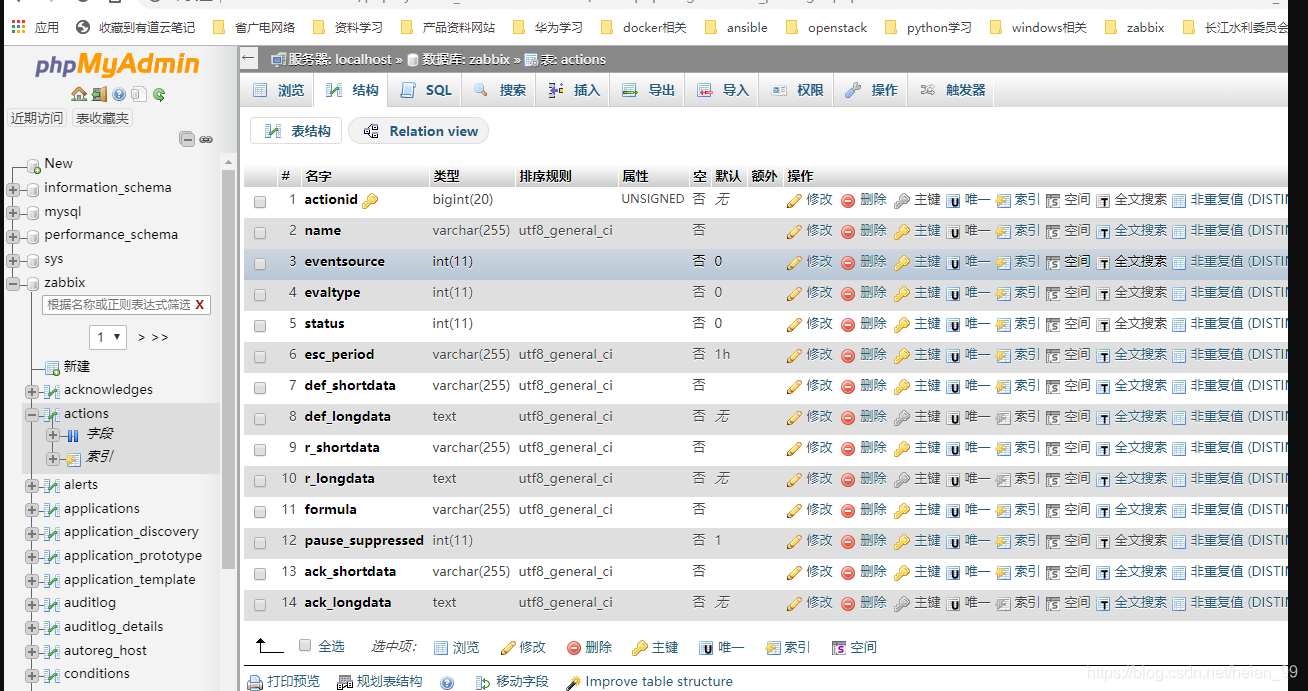 应用 收藏到有道云笔记 省广电网络 资料学习 产品资料网站 华为学习 docker相关 ansible openstack python学习 windows相关 zabbix 长江水利委员会
phpMyAdmin
近期访问 表收藏夹
New
information_schema
mysql
performance_schema
sys
zabbix
根据名称或正则表达式筛选 X
1 > >>
新建
acknowledges
actions
字段
索引
alerts
applications
application_discovery
application_prototype
application_template
auditlog
auditlog_details
autoreg_host
conditions
服务器: localhost » 数据库: zabbix » 表: actions
浏览 结构 SQL 搜索 插入 导出 导入 权限 操作 触发器
表结构 Relation view
# 名字 类型 排序规则 属性 空 默认 额外 操作
1 actionid bigint(20) UNSIGNED 否 无 修改 删除 主键 唯一 索引 空间 全文搜索 非重复值 (DISTIN
2 name varchar(255) utf8_general_ci 否 修改 删除 主键 唯一 索引 空间 全文搜索 非重复值 (DISTIN
3 eventsource int(11) 否 0 修改 删除 主键 唯一 索引 空间 全文搜索 非重复值 (DISTIN
4 evaltype int(11) 否 0 修改 删除 主键 唯一 索引 空间 全文搜索 非重复值 (DISTIN
5 status int(11) 否 0 修改 删除 主键 唯一 索引 空间 全文搜索 非重复值 (DISTIN
6 esc_period varchar(255) utf8_general_ci 否 1h 修改 删除 主键 唯一 索引 空间 全文搜索 非重复值 (DISTIN
7 def_shortdata varchar(255) utf8_general_ci 否 修改 删除 主键 唯一 索引 空间 全文搜索 非重复值 (DISTIN
8 def_longdata text utf8_general_ci 否 无 修改 删除 主键 唯一 索引 空间 全文搜索 非重复值 (DISTIN
9 r_shortdata varchar(255) utf8_general_ci 否 修改 删除 主键 唯一 索引 空间 全文搜索 非重复值 (DISTIN
10 r_longdata text utf8_general_ci 否 无 修改 删除 主键 唯一 索引 空间 全文搜索 非重复值 (DISTIN
11 formula varchar(255) utf8_general_ci 否 修改 删除 主键 唯一 索引 空间 全文搜索 非重复值 (DISTIN
12 pause_suppressed int(11) 否 1 修改 删除 主键 唯一 索引 空间 全文搜索 非重复值 (DISTIN
13 ack_shortdata varchar(255) utf8_general_ci 否 修改 删除 主键 唯一 索引 空间 全文搜索 非重复值 (DISTIN
14 ack_longdata text utf8_general_ci 否 无 修改 删除 主键 唯一 索引 空间 全文搜索 非重复值 (DISTIN
全选 选中项: 浏览 修改 删除 主键 唯一 索引 空间
打印预览 规划表结构 移动字段 Improve table structure
https://blog.csdn.net/heian_99